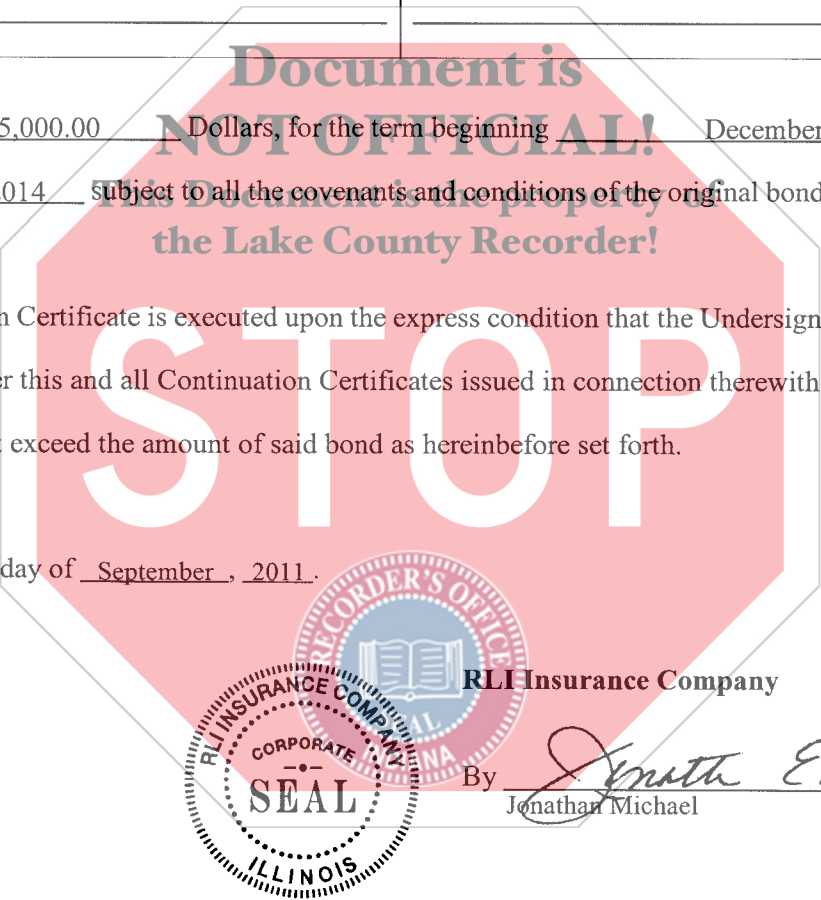 Document is
5,000.00 Dollars, for the term beginning December
NOT OFFICIAL!
2014 subject to all the covenants and conditions of the original bond
This Document is the property of
the Lake County Recorder!
n Certificate is executed upon the express condition that the Undersign
STOP
er this and all Continuation Certificates issued in connection therewith
t exceed the amount of said bond as hereinbefore set forth.
day of September, 2011.
RECORDER'S OFFICE
SEAL
INDIANA
RLI Insurance Company
RLI INSURANCE COMPANY
CORPORATE
SEAL
ILLINOIS
By
Jonathan Michael